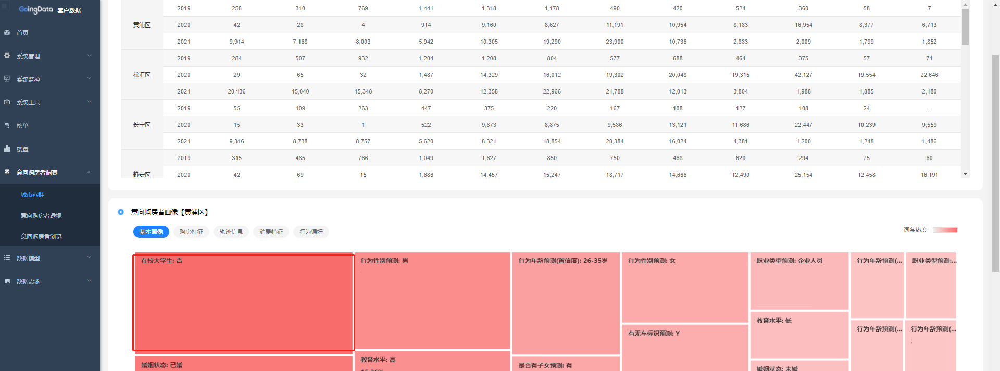 GoingData 客户数据
首页
系统管理
系统监控
系统工具
榜单
楼盘
意向购房者洞察
城市客群
意向购房者透视
意向购房者浏览
数据模型
数据需求
2019 258 310 769 1,441 1,318 1,178 490 420 524 360 58 7
黄浦区 2020 42 28 4 914 9,160 8,627 11,191 10,954 8,183 16,954 8,377 6,713
2021 9,914 7,168 8,003 5,942 10,305 19,290 23,900 10,736 2,883 2,009 1,799 1,852
2019 284 507 932 1,204 1,208 804 577 688 464 375 57 71
徐汇区 2020 29 65 32 1,487 14,329 16,012 19,302 20,048 19,315 42,127 19,554 22,646
2021 20,136 15,040 15,348 8,270 12,358 22,966 21,788 12,013 3,804 1,988 1,885 2,180
2019 55 109 263 447 375 220 167 108 127 108 24 -
长宁区 2020 15 33 1 522 9,873 8,875 9,586 13,121 11,686 22,447 10,239 9,559
2021 9,316 8,738 8,757 5,620 8,321 18,854 20,384 16,024 4,381 1,200 1,248 1,486
2019 315 485 766 1,049 1,627 850 750 468 620 294 75 60
静安区 2020 42 69 15 1,686 14,457 15,247 18,717 14,666 12,490 25,154 12,458 16,191
意向购房者画像【黄浦区】
基本画像 购房特征 轨迹信息 消费特征 行为偏好
词条热度
在校大学生: 否
行为性别预测: 男
行为年龄预测(置信度): 26-35岁
行为性别预测: 女
职业类型预测: 企业人员
行为年龄预测(...
职业类型预测:...
教育水平: 低
行为年龄预测(...
行为年龄预测(...
有无车标识预测: Y
婚姻状态: 已婚
教育水平: 高
是否有子女预测: 有
婚姻状态: 未婚